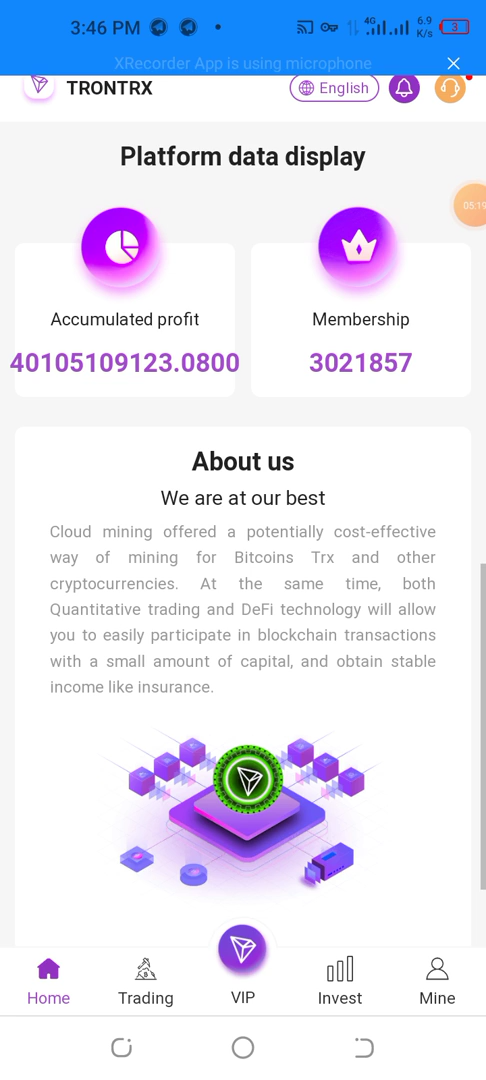 3:46 PM
4G
6.9
K/s
3
XRecorder App is using microphone
TRONTRX
English
Platform data display
05:19
Accumulated profit
Membership
40105109123.0800
3021857
About us
We are at our best
Cloud mining offered a potentially cost-effective
way of mining for Bitcoins Trx and other
cryptocurrencies. At the same time, both
Quantitative trading and DeFi technology will allow
you to easily participate in blockchain transactions
with a small amount of capital, and obtain stable
income like insurance.
Home
Trading
VIP
Invest
Mine